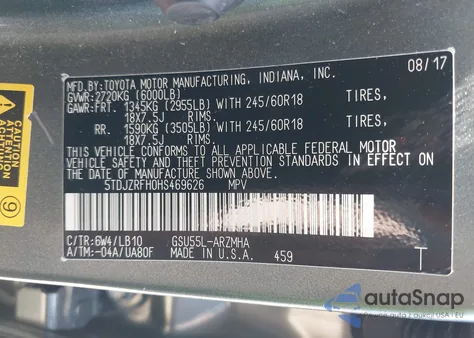 08/17
MFD.BY:TOYOTA MOTOR MANUFACTURING, INDIANA, INC.
GVWR:2720KG (6000LB)
GAWR:FRT. 1345KG (2955LB) WITH 245/60R18 TIRES,
18X7.5J RIMS.
RR. 1590KG (3505LB) WITH 245/60R18 TIRES,
18X7.5J RIMS.
THIS VEHICLE CONFORMS TO ALL APPLICABLE FEDERAL MOTOR
VEHICLE SAFETY AND THEFT PREVENTION STANDARDS IN EFFECT ON
THE DATE OF MANUFACTURE SHOWN ABOVE.
5TDJZRFH0HS469626 MPV
C/TR:6W4/LB10 GSU55L-ARZMHA
A/TM:-04A/UA80F MADE IN U.S.A. 459 T
CAUTION
9
autoSnap